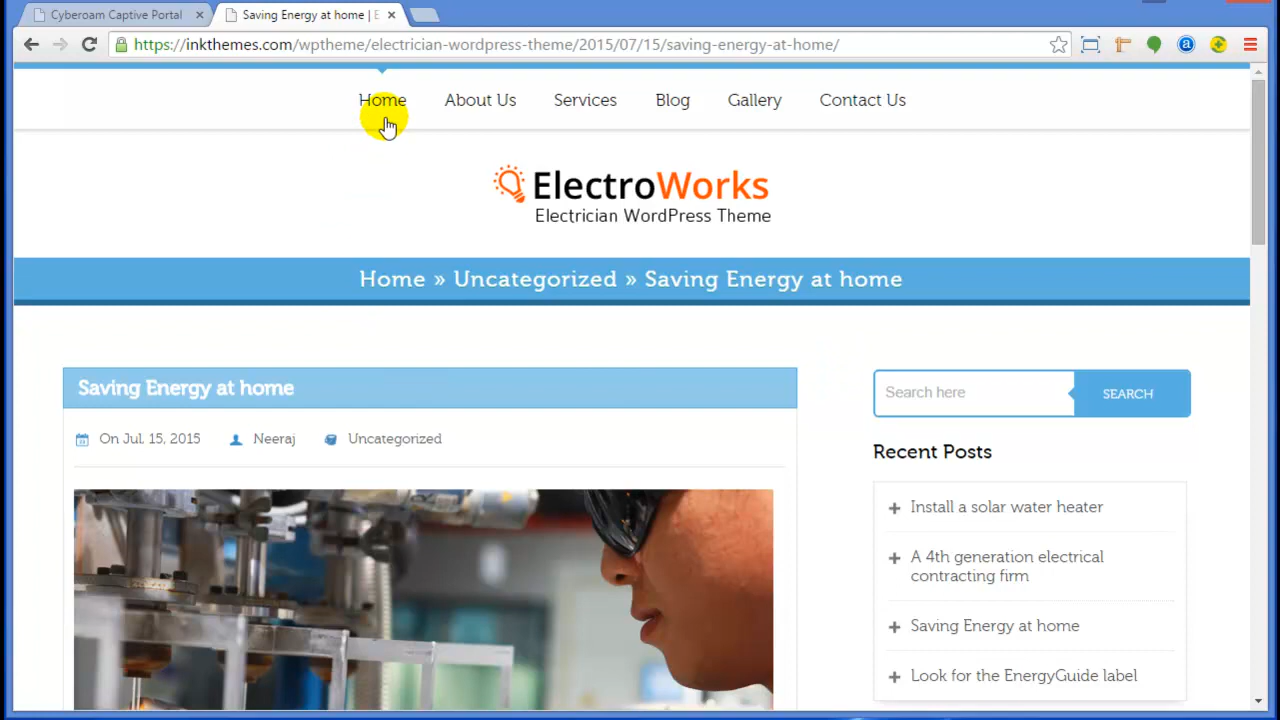 Cyberoam Captive Portal
Saving Energy at home | E
https://inkthemes.com/wptheme/electrician-wordpress-theme/2015/07/15/saving-energy-at-home/
Home About Us Services Blog Gallery Contact Us
ElectroWorks
Electrician WordPress Theme
Home » Uncategorized » Saving Energy at home
Saving Energy at home
On Jul, 15, 2015 Neeraj Uncategorized
Search here SEARCH
Recent Posts
Install a solar water heater
A 4th generation electrical
contracting firm
Saving Energy at home
Look for the EnergyGuide label